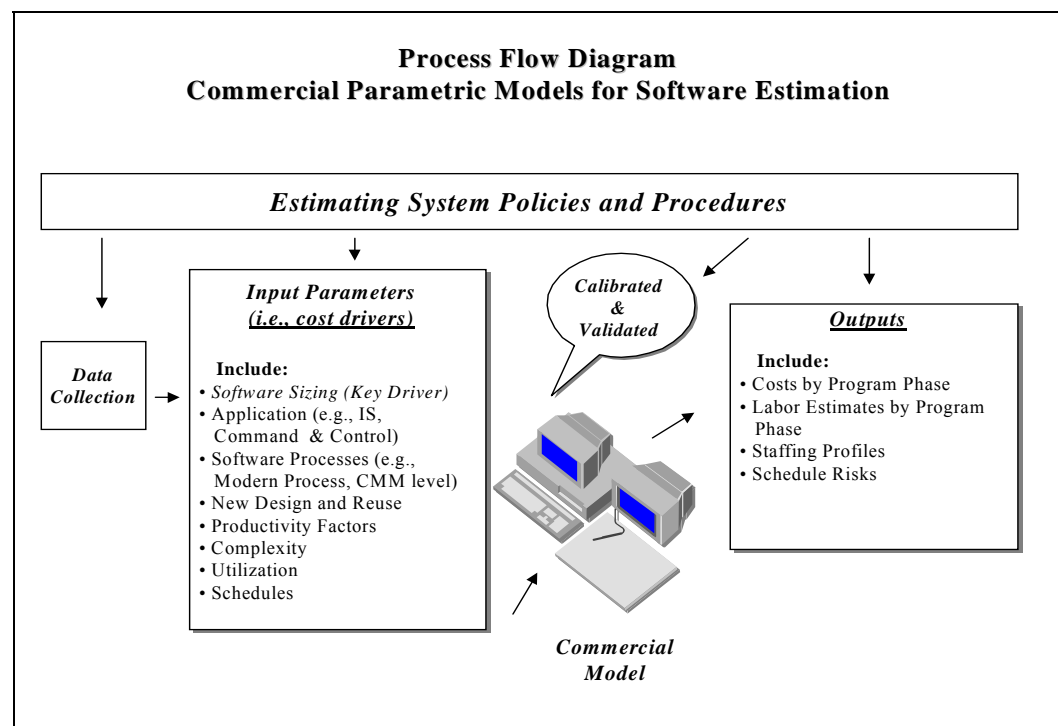 Process Flow Diagram
Commercial Parametric Models for Software Estimation
Estimating System Policies and Procedures
Data
Collection
Input Parameters
(i.e., cost drivers)
Include:
• Software Sizing (Key Driver)
• Application (e.g., IS,
Command & Control)
• Software Processes (e.g.,
Modern Process, CMM level)
• New Design and Reuse
• Productivity Factors
• Complexity
• Utilization
• Schedules
Calibrated
&
Validated
Commercial
Model
Outputs
Include:
• Costs by Program Phase
• Labor Estimates by Program
Phase
• Staffing Profiles
• Schedule Risks